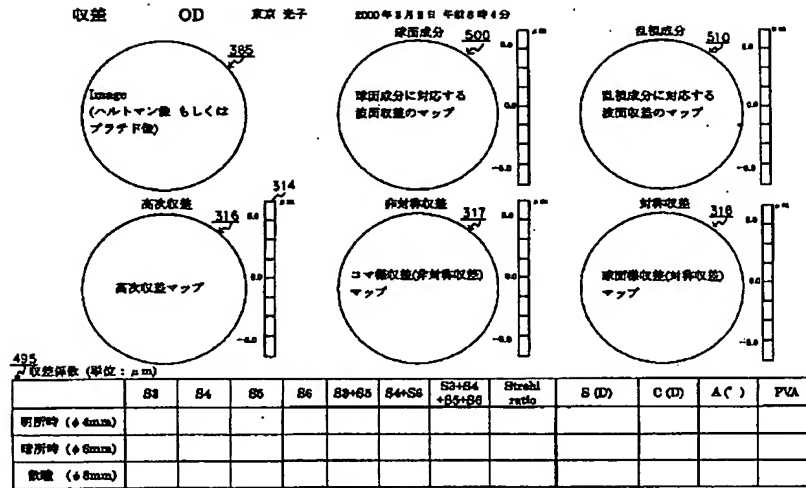 収差 OD 東京 光子 2000年8月8日 午前8時4分
385
Image
(ハルトマン像 もしくは
プラチド像)
球面成分 500 μm
球面成分に対応する
波面収差のマップ
乱視成分 510 μm
乱視成分に対応する
波面収差のマップ
高次収差 316 314 μm
高次収差マップ
非対称収差 317 μm
コマ様収差(非対称収差)
マップ
対称収差 318 μm
球面様収差(対称収差)
マップ
495
収差係数 (単位:μm)
S3 S4 S5 S6 S3+S5 S4+S6 S3+S4+S5+S6 Strehl ratio S (D) C (D) A (°) PVA
明所時 (φ4mm)
暗所時 (φ6mm)
散瞳 (φ8mm)